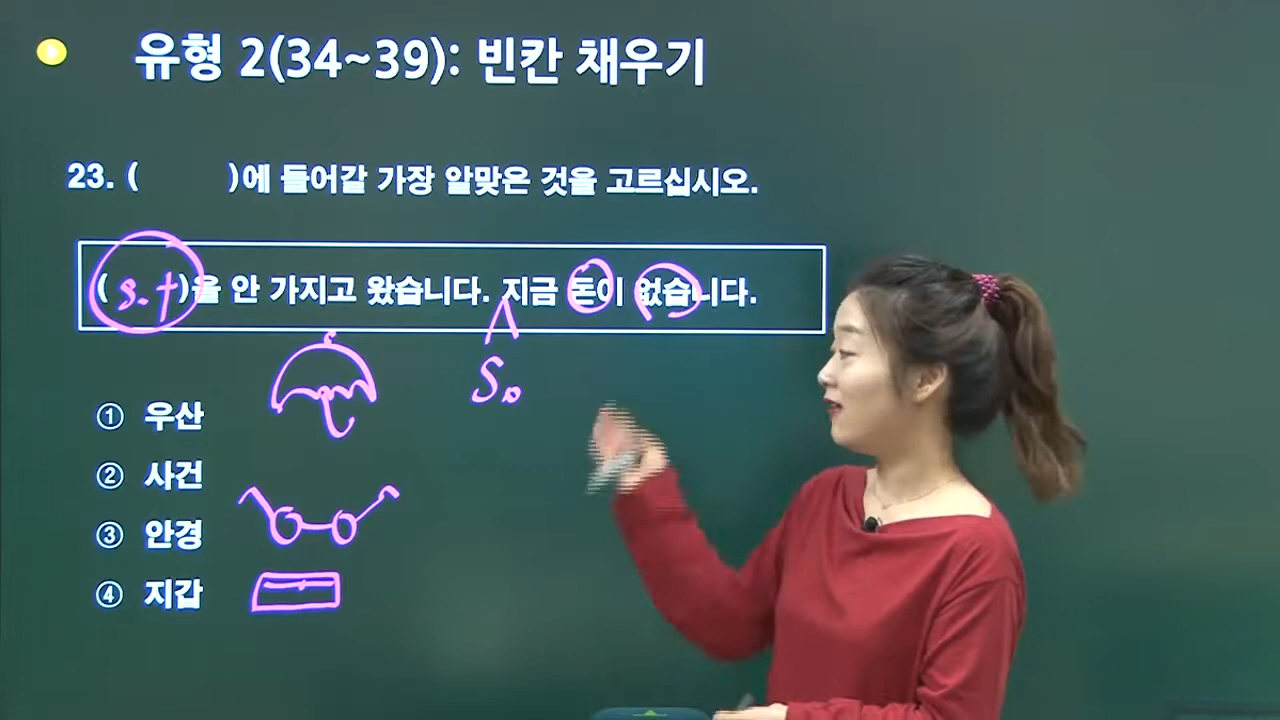 유형 2(34~39): 빈칸 채우기
23. ( )에 들어갈 가장 알맞은 것을 고르십시오.
( s.t )을 안 가지고 왔습니다. 지금 돈이 없습니다.
So
① 우산
② 사건
③ 안경
④ 지갑